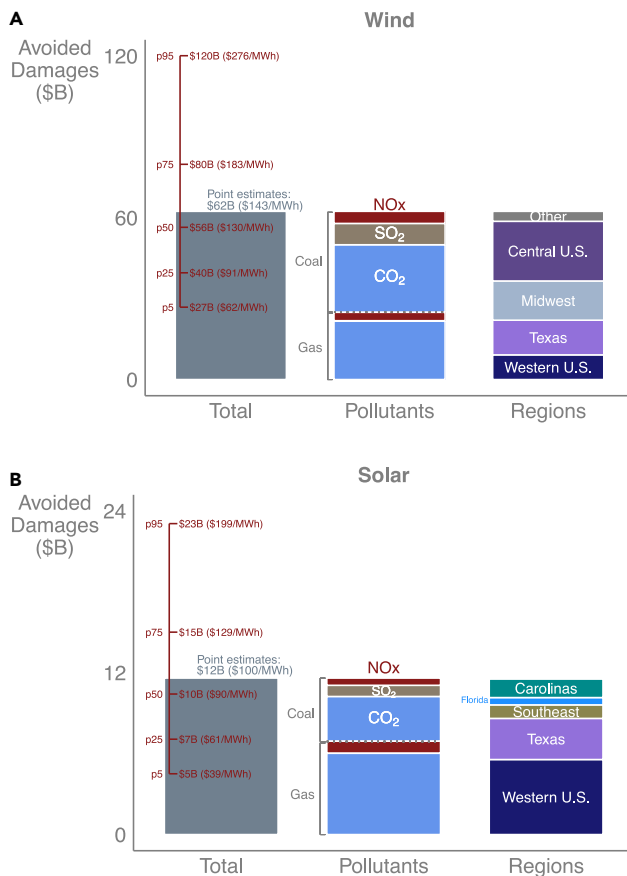 A
Wind
Avoided
Damages
($B)
120
60
0
p95 $120B ($276/MWh)
p75 $80B ($183/MWh)
Point estimates:
$62B ($143/MWh)
p50 $56B ($130/MWh)
p25 $40B ($91/MWh)
p5 $27B ($62/MWh)
NOx
SO₂
CO₂
Coal
Gas
Other
Central U.S.
Midwest
Texas
Western U.S.
Total
Pollutants
Regions
B
Solar
Avoided
Damages
($B)
24
12
0
p95 $23B ($199/MWh)
p75 $15B ($129/MWh)
Point estimates:
$12B ($100/MWh)
p50 $10B ($90/MWh)
p25 $7B ($61/MWh)
p5 $5B ($39/MWh)
NOx
SO₂
CO₂
Coal
Gas
Carolinas
Florida
Southeast
Texas
Western U.S.
Total
Pollutants
Regions